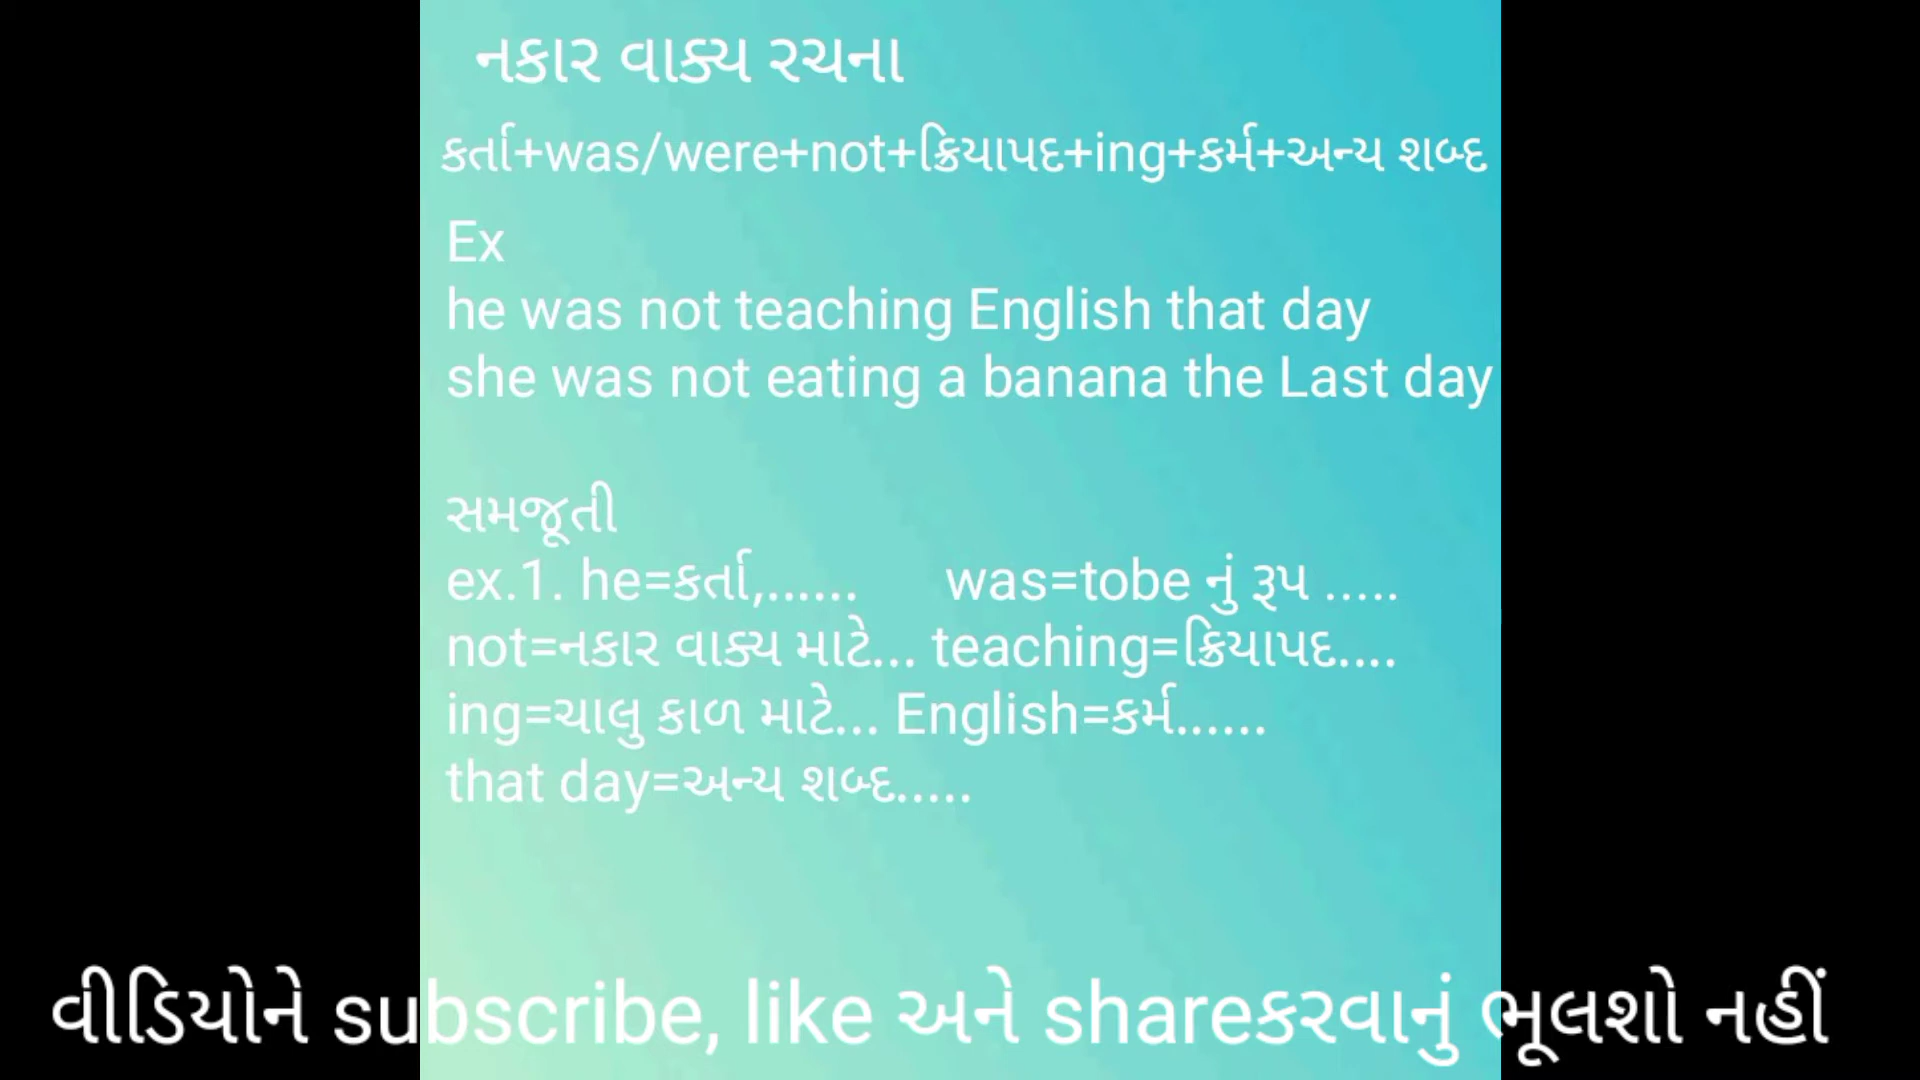 નકાર વાક્ય રચના
કર્તા+was/were+not+ક્રિયાપદ+ing+કર્મ+અન્ય શબ્દ
Ex
he was not teaching English that day
she was not eating a banana the Last day
સમજૂતી
ex.1. he=કર્તા,...... was=tobe નું રૂપ .....
not=નકાર વાક્ય માટે... teaching=ક્રિયાપદ....
ing=ચાલુ કાળ માટે... English=કર્મ......
that day=અન્ય શબ્દ.....
વીડિયોને subscribe, like અને shareકરવાનું ભૂલશો નહીં